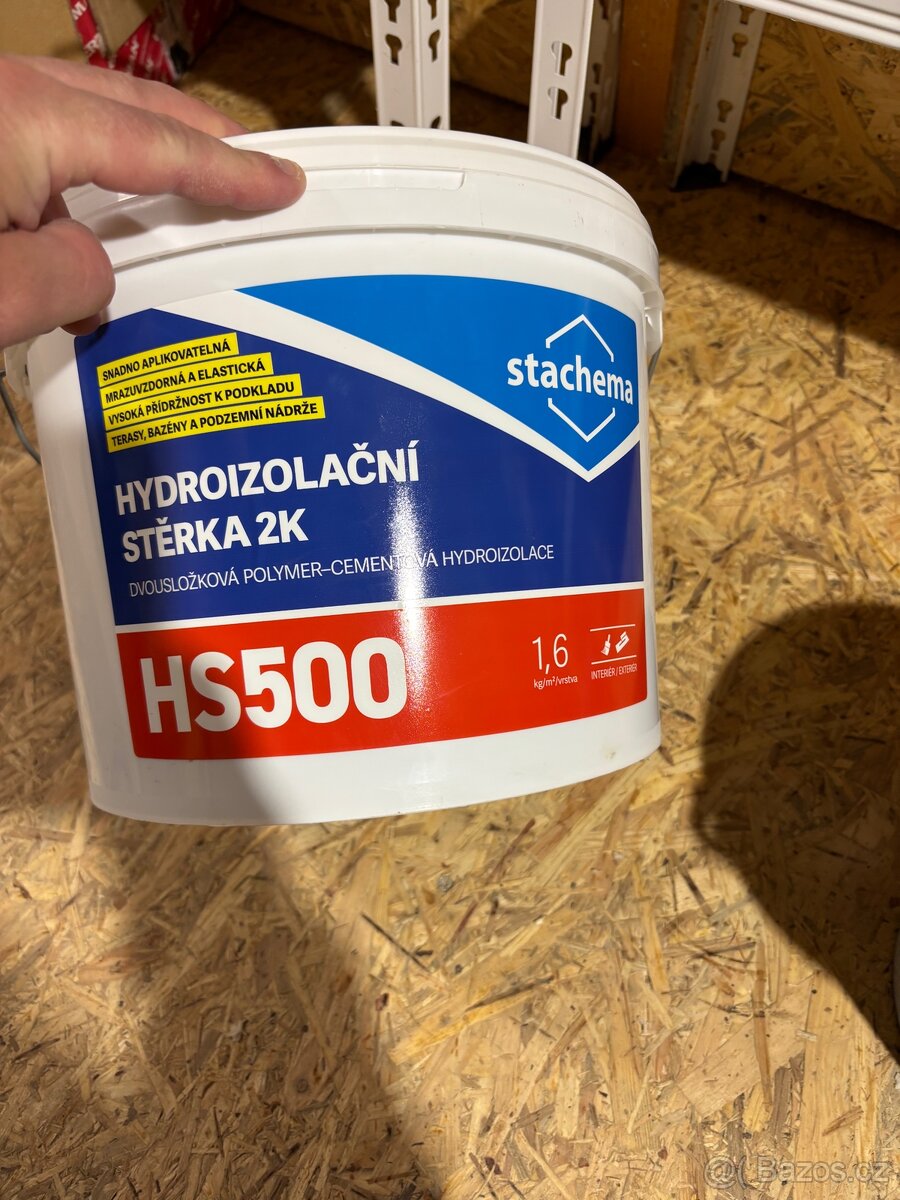 SNADNO APLIKOVATELNÁ
MRAZUVZDORNÁ A ELASTICKÁ
VYSOKÁ PŘÍDRŽNOST K PODKLADU
TERASY, BAZÉNY A PODZEMNÍ NÁDRŽE
stachema
HYDROIZOLAČNÍ
STĚRKA 2K
DVOUSLOŽKOVÁ POLYMER–CEMENTOVÁ HYDROIZOLACE
HS500
1,6
kg/m²/vrstva
INTERIÉR / EXTERIÉR
@ Bazos.cz